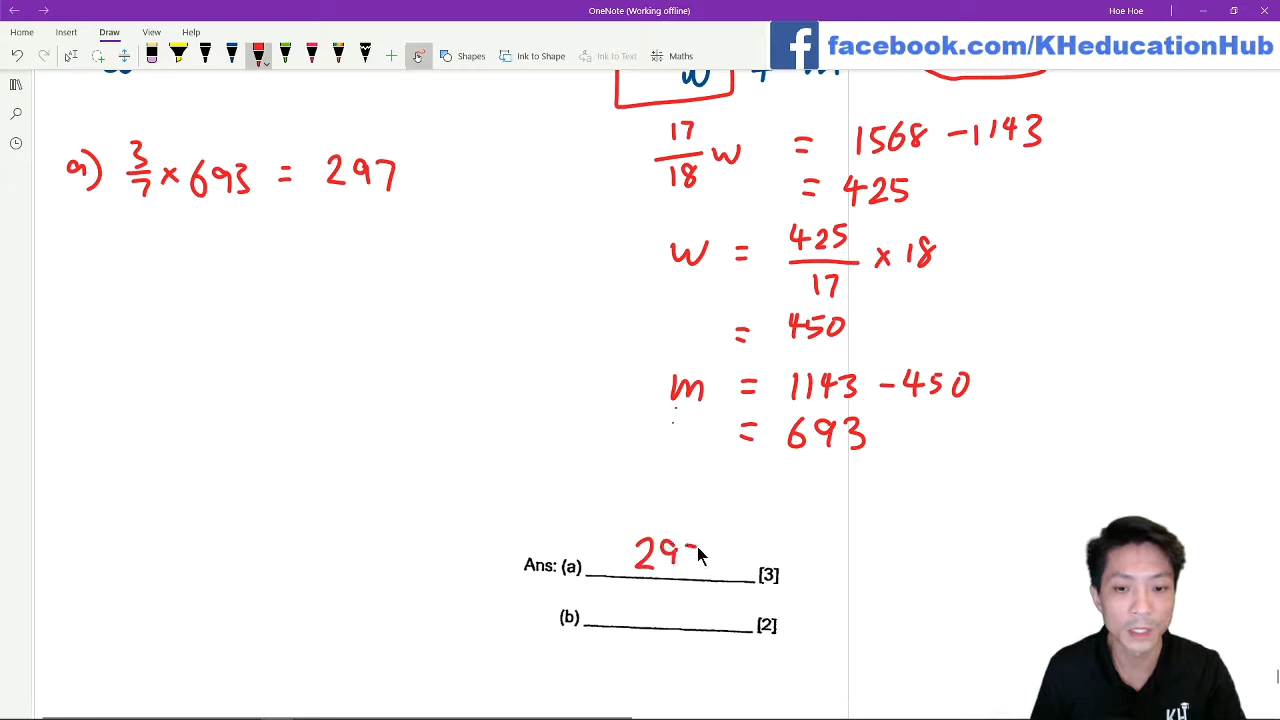 OneNote (Working offline)
Hoe Hoe
Home Insert Draw View Help
Shapes Ink to Shape Ink to Text Maths
facebook.com/KHeducationHub
w + m
17/18 w = 1568 - 1143
= 425
a) 3/7 × 693 = 297
w = 425/17 × 18
= 450
m = 1143 - 450
= 693
Ans: (a) 297 [3]
(b) [2]
KH